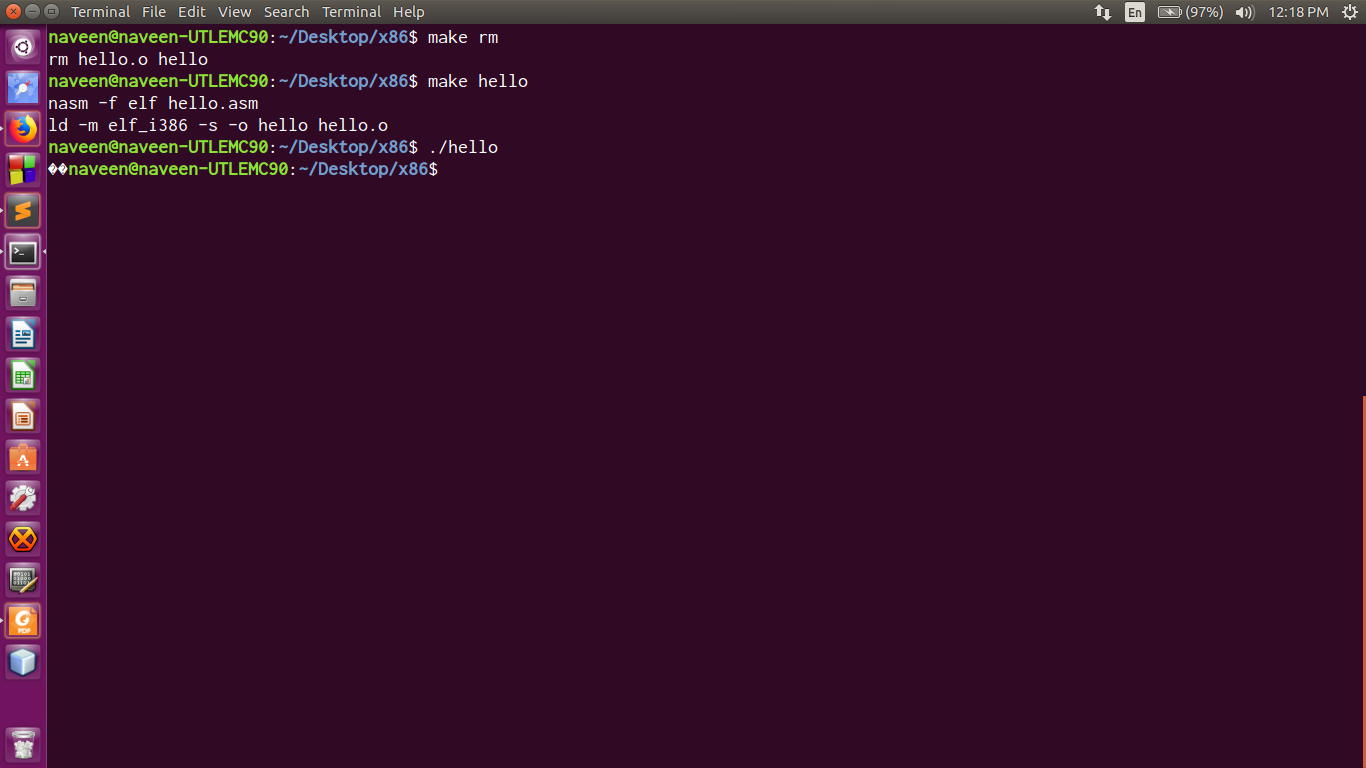 Terminal File Edit View Search Terminal Help En (97%) 12:18 PM
naveen@naveen-UTLEMC90:~/Desktop/x86$ make rm
rm hello.o hello
naveen@naveen-UTLEMC90:~/Desktop/x86$ make hello
nasm -f elf hello.asm
ld -m elf_i386 -s -o hello hello.o
naveen@naveen-UTLEMC90:~/Desktop/x86$ ./hello
��naveen@naveen-UTLEMC90:~/Desktop/x86$
PDF